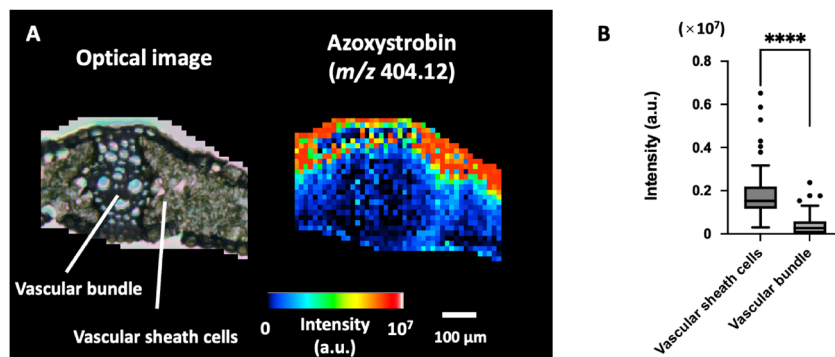 A
Optical image
Azoxystrobin
(m/z 404.12)
Vascular bundle
Vascular sheath cells
0
Intensity
(a.u.)
10⁷
100 μm
B
(×10⁷)
****
0.8
0.6
0.4
0.2
0
Intensity (a.u.)
Vascular sheath cells
Vascular bundle